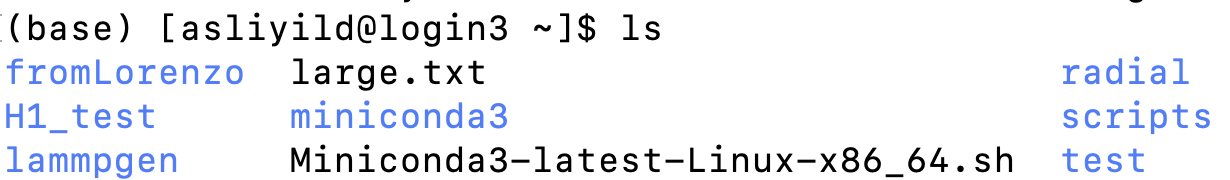 (base) [asliyild@login3 ~]$ ls
fromLorenzo large.txt radial
H1_test miniconda3 scripts
lammpgen Miniconda3-latest-Linux-x86_64.sh test